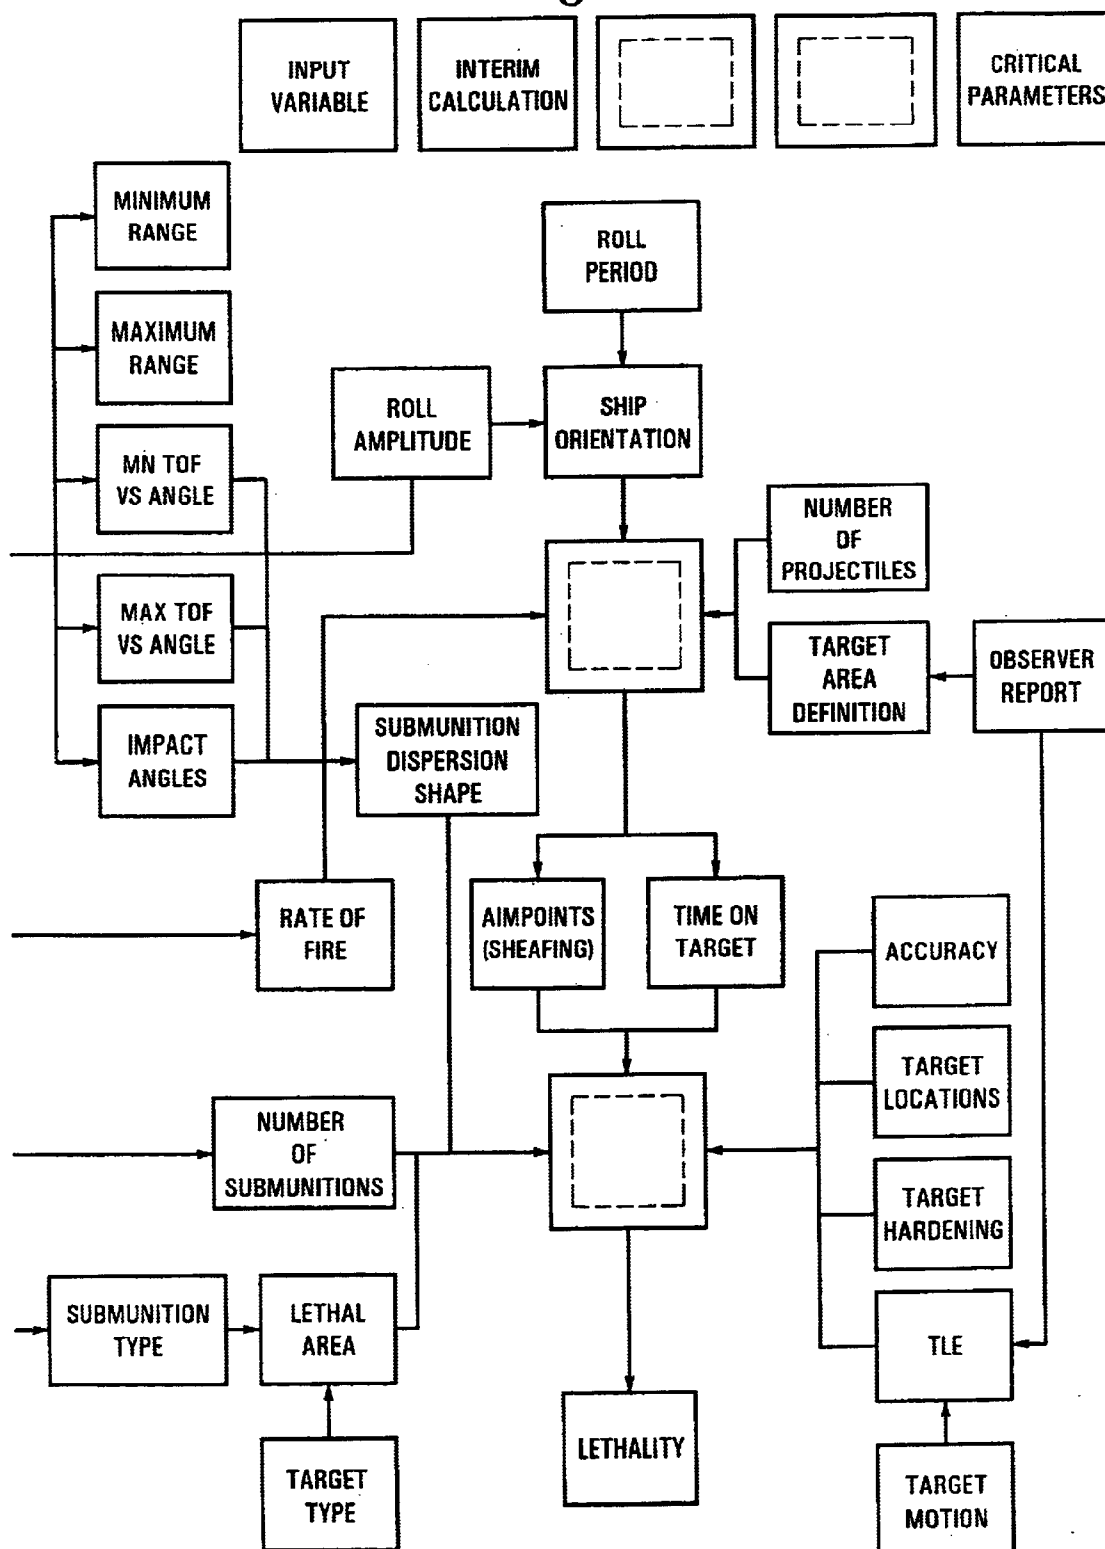 INPUT
VARIABLE
INTERIM
CALCULATION
CRITICAL
PARAMETERS
MINIMUM
RANGE
ROLL
PERIOD
MAXIMUM
RANGE
ROLL
AMPLITUDE
SHIP
ORIENTATION
MN TOF
VS ANGLE
NUMBER
OF
PROJECTILES
MAX TOF
VS ANGLE
TARGET
AREA
DEFINITION
OBSERVER
REPORT
IMPACT
ANGLES
SUBMUNITION
DISPERSION
SHAPE
RATE OF
FIRE
AIMPOINTS
(SHEAFING)
TIME ON
TARGET
ACCURACY
TARGET
LOCATIONS
NUMBER
OF
SUBMUNITIONS
TARGET
HARDENING
SUBMUNITION
TYPE
LETHAL
AREA
TLE
LETHALITY
TARGET
TYPE
TARGET
MOTION